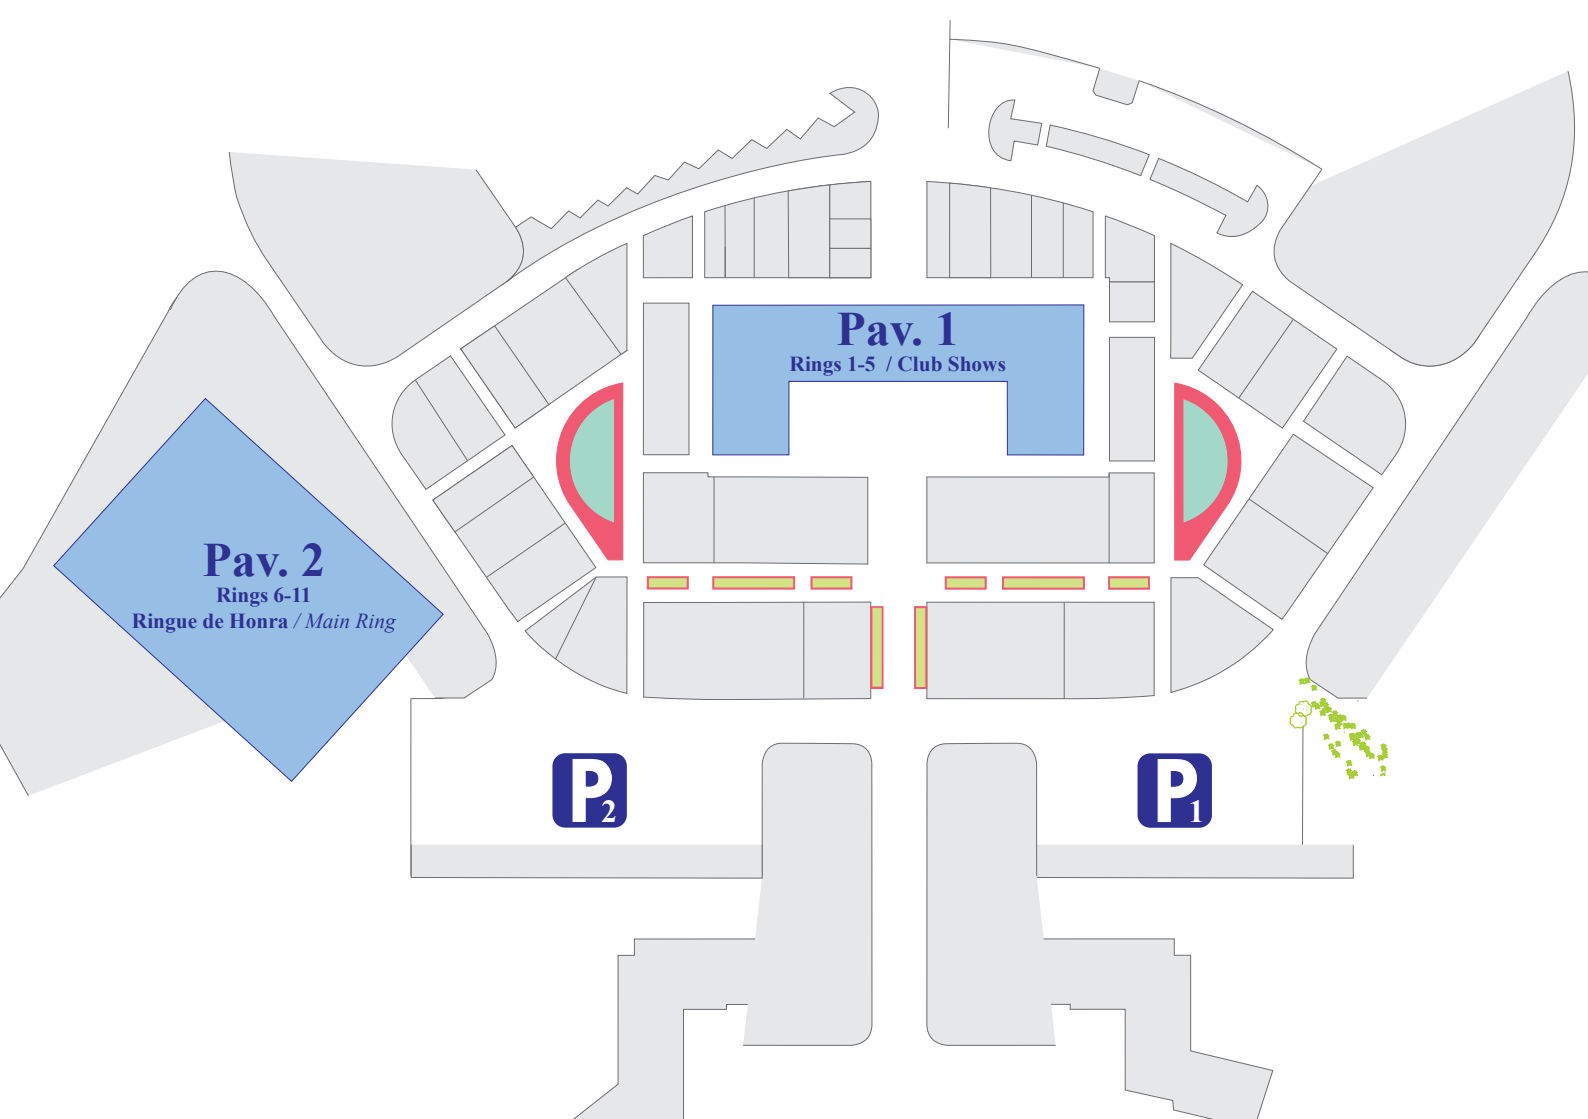 Pav. 1
Rings 1-5 / Club Shows
Pav. 2
Rings 6-11
Ringue de Honra / Main Ring
P2
P1